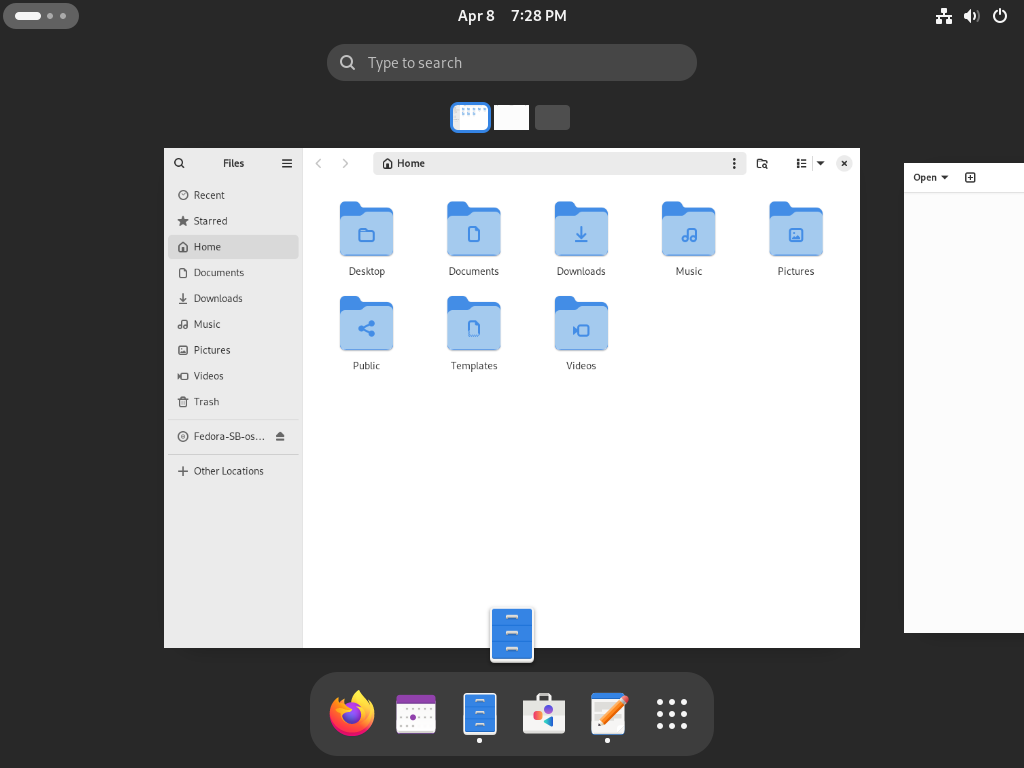 Apr 8 7:28 PM
Type to search
Files
Home
Open
Recent
Starred
Home
Documents
Downloads
Music
Pictures
Videos
Trash
Fedora-SB-os...
Other Locations
Desktop
Documents
Downloads
Music
Pictures
Public
Templates
Videos